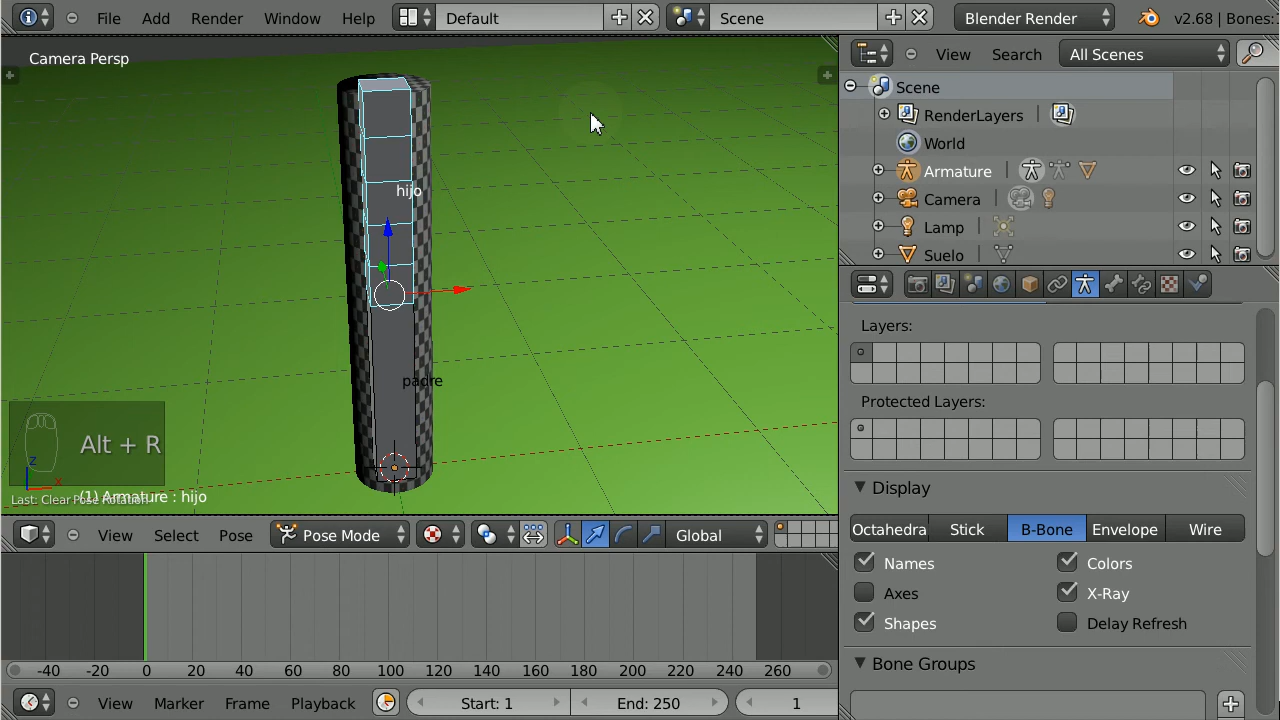 File Add Render Window Help Default Scene Blender Render v2.68 | Bones:
Camera Persp
hijo
padre
Alt + R
z
x
Last: Clear Pose Rotation
(1) Armature : hijo
View Select Pose Pose Mode Global
-40 -20 0 20 40 60 80 100 120 140 160 180 200 220 240 260
View Marker Frame Playback Start: 1 End: 250 1
View Search All Scenes
Scene
RenderLayers
World
Armature
Camera
Lamp
Suelo
Layers:
Protected Layers:
Display
Octahedra Stick B-Bone Envelope Wire
Names Colors
Axes X-Ray
Shapes Delay Refresh
Bone Groups